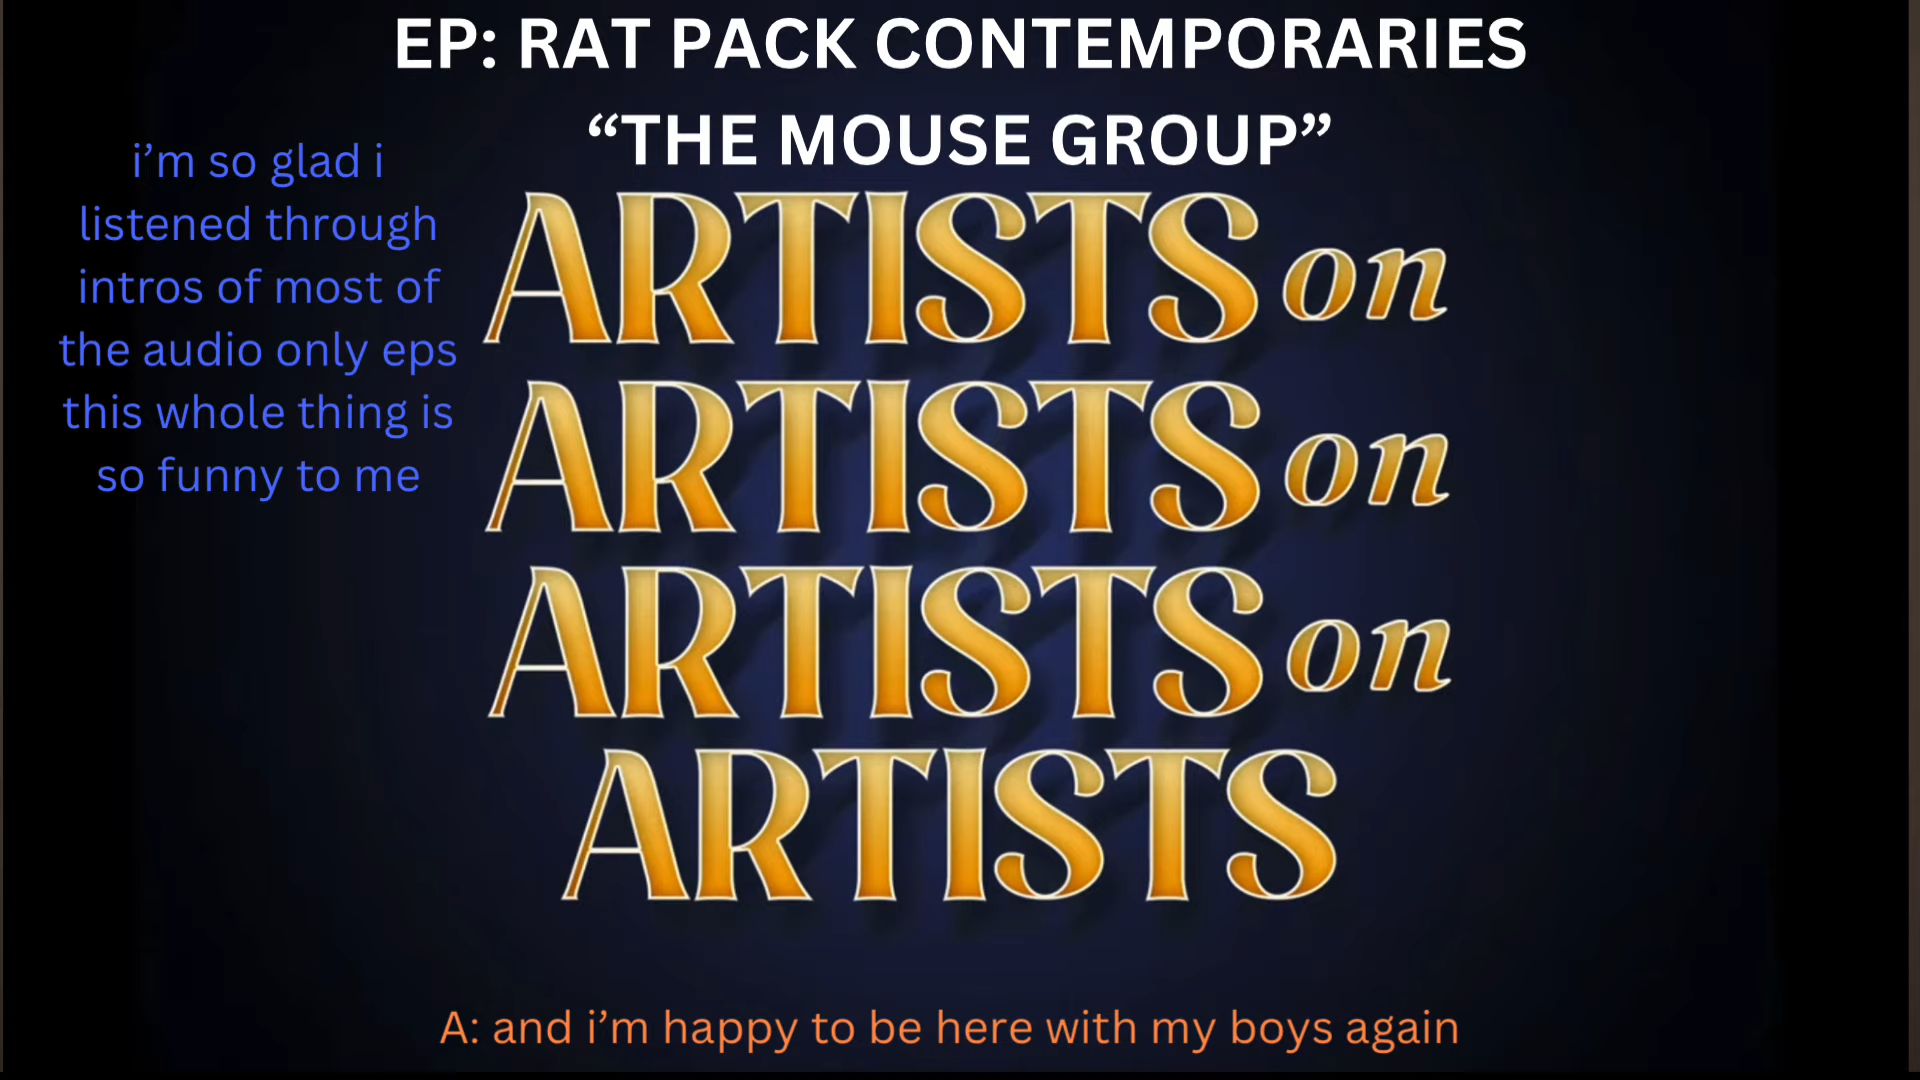 EP: RAT PACK CONTEMPORARIES
“THE MOUSE GROUP”
i’m so glad i
listened through
intros of most of
the audio only eps
this whole thing is
so funny to me
ARTISTS on
ARTISTS on
ARTISTS on
ARTISTS
A: and i’m happy to be here with my boys again